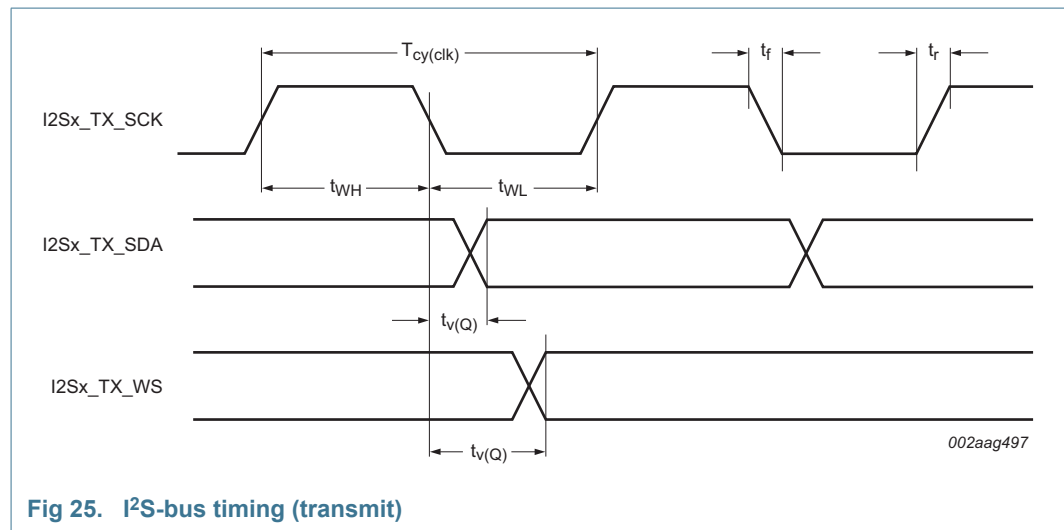 T_cy(clk)
t_f
t_r
I2Sx_TX_SCK
t_WH
t_WL
I2Sx_TX_SDA
t_v(Q)
I2Sx_TX_WS
t_v(Q)
002aag497
Fig 25. I²S-bus timing (transmit)